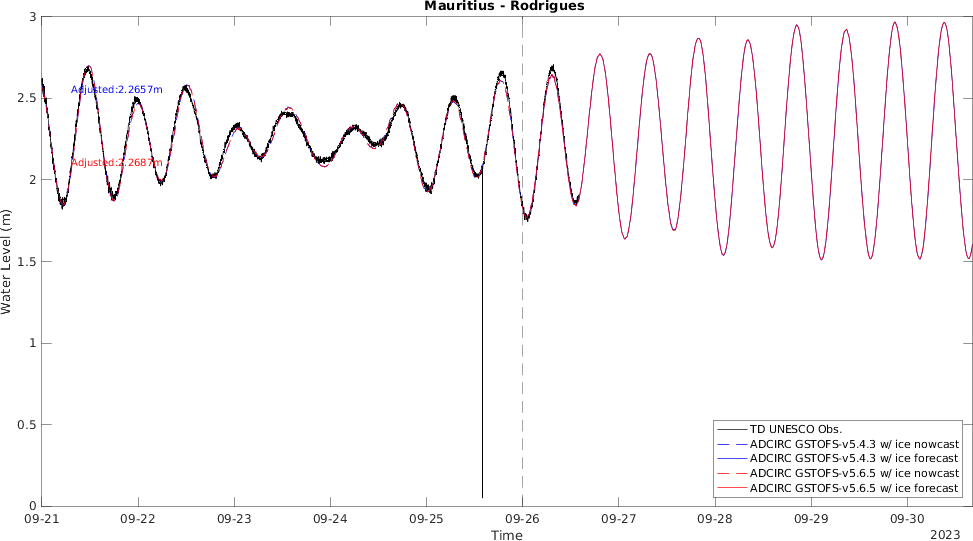 Mauritius - Rodrigues
3
2.5
2
1.5
1
0.5
0
Water Level (m)
Adjusted:2.2657m
Adjusted:2.2687m
TD UNESCO Obs.
ADCIRC GSTOFS-v5.4.3 w/ ice nowcast
ADCIRC GSTOFS-v5.4.3 w/ ice forecast
ADCIRC GSTOFS-v5.6.5 w/ ice nowcast
ADCIRC GSTOFS-v5.6.5 w/ ice forecast
09-21 09-22 09-23 09-24 09-25 09-26 09-27 09-28 09-29 09-30
Time
2023